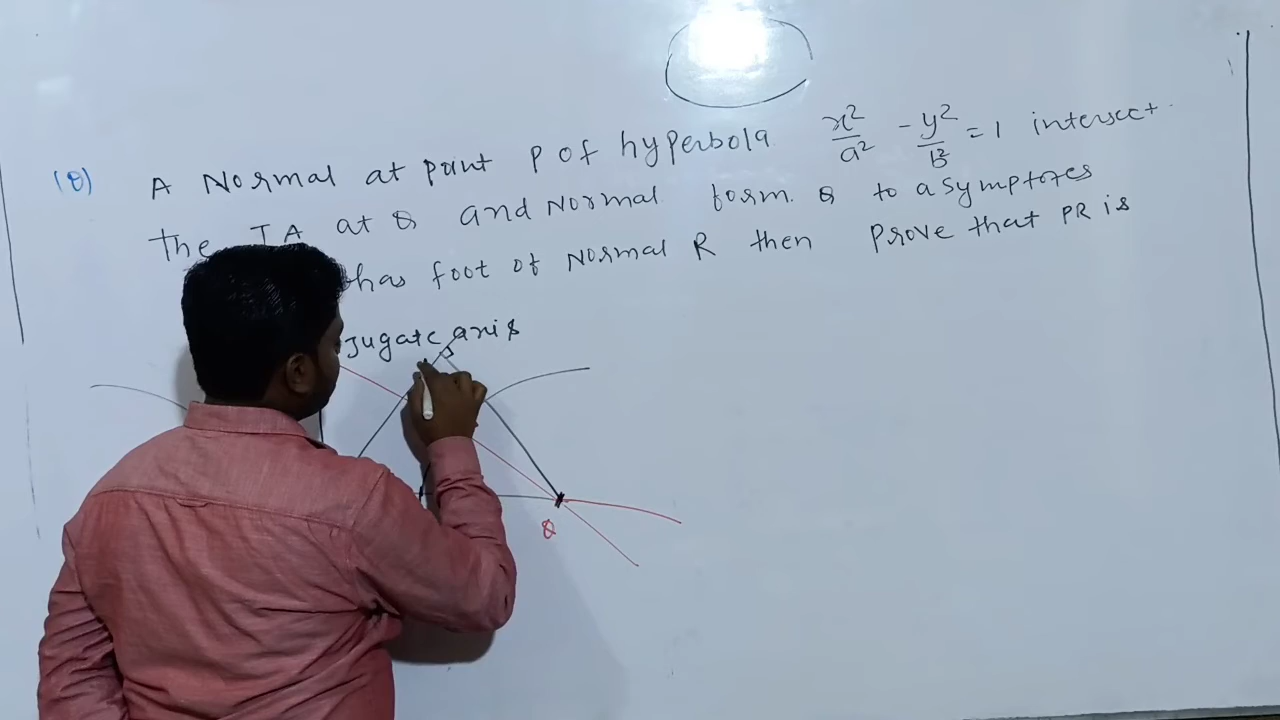 (Q) A Normal at point P of hyperbola x²/a² - y²/b² = 1 intersect
the TA at Q and Normal form Q to asymptotes
has foot of Normal R then Prove that PR is
jugate axis
Q